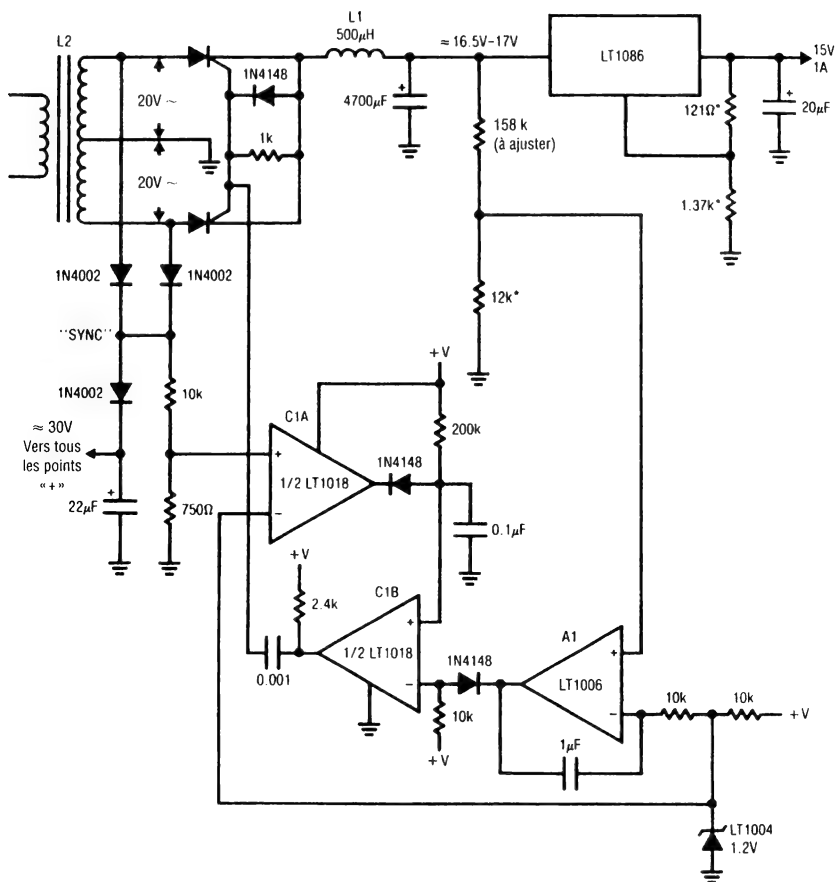 L2
20V ~
20V ~
1N4148
1k
L1
500μH
≈ 16.5V-17V
4700μF
LT1086
15V
1A
121Ω*
20μF
158 k
(à ajuster)
1.37k*
12k*
1N4002
1N4002
"SYNC"
1N4002
10k
≈ 30V
Vers tous
les points
«+»
22μF
750Ω
C1A
+
1/2 LT1018
−
+V
200k
1N4148
0.1μF
+V
2.4k
0.001
C1B
+
1/2 LT1018
−
1N4148
10k
+V
A1
+
LT1006
−
1μF
10k
10k
+V
LT1004
1.2V
+
+
+